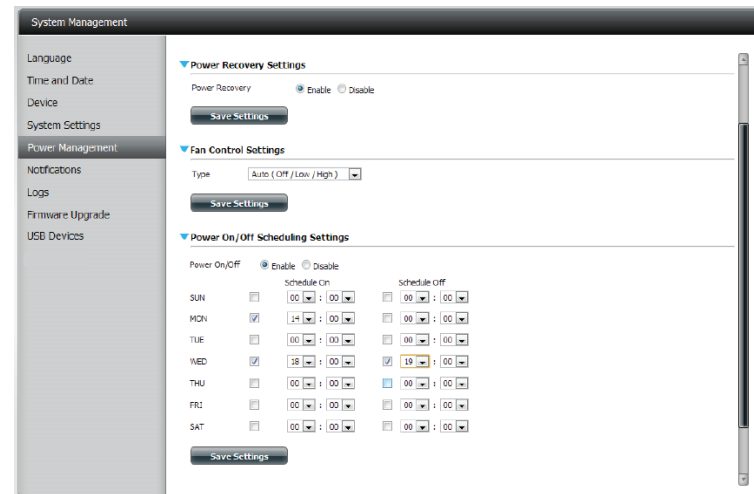 System Management
Language
Time and Date
Device
System Settings
Power Management
Notifications
Logs
Firmware Upgrade
USB Devices
Power Recovery Settings
Power Recovery Enable Disable
Save Settings
Fan Control Settings
Type Auto ( Off / Low / High )
Save Settings
Power On/Off Scheduling Settings
Power On/Off Enable Disable
Schedule On Schedule Off
SUN 00 : 00 00 : 00
MON 14 : 00 00 : 00
TUE 00 : 00 00 : 00
WED 18 : 00 19 : 00
THU 00 : 00 00 : 00
FRI 00 : 00 00 : 00
SAT 00 : 00 00 : 00
Save Settings